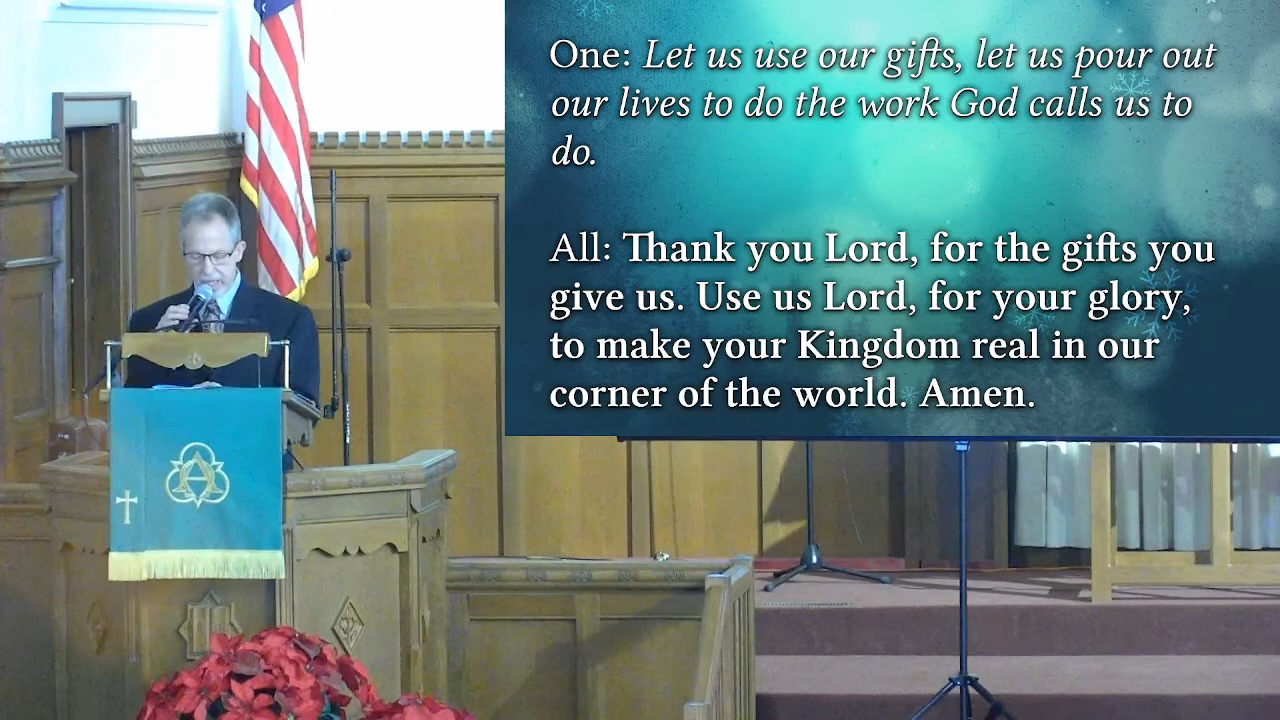 One: Let us use our gifts, let us pour out
our lives to do the work God calls us to
do.
All: Thank you Lord, for the gifts you
give us. Use us Lord, for your glory,
to make your Kingdom real in our
corner of the world. Amen.